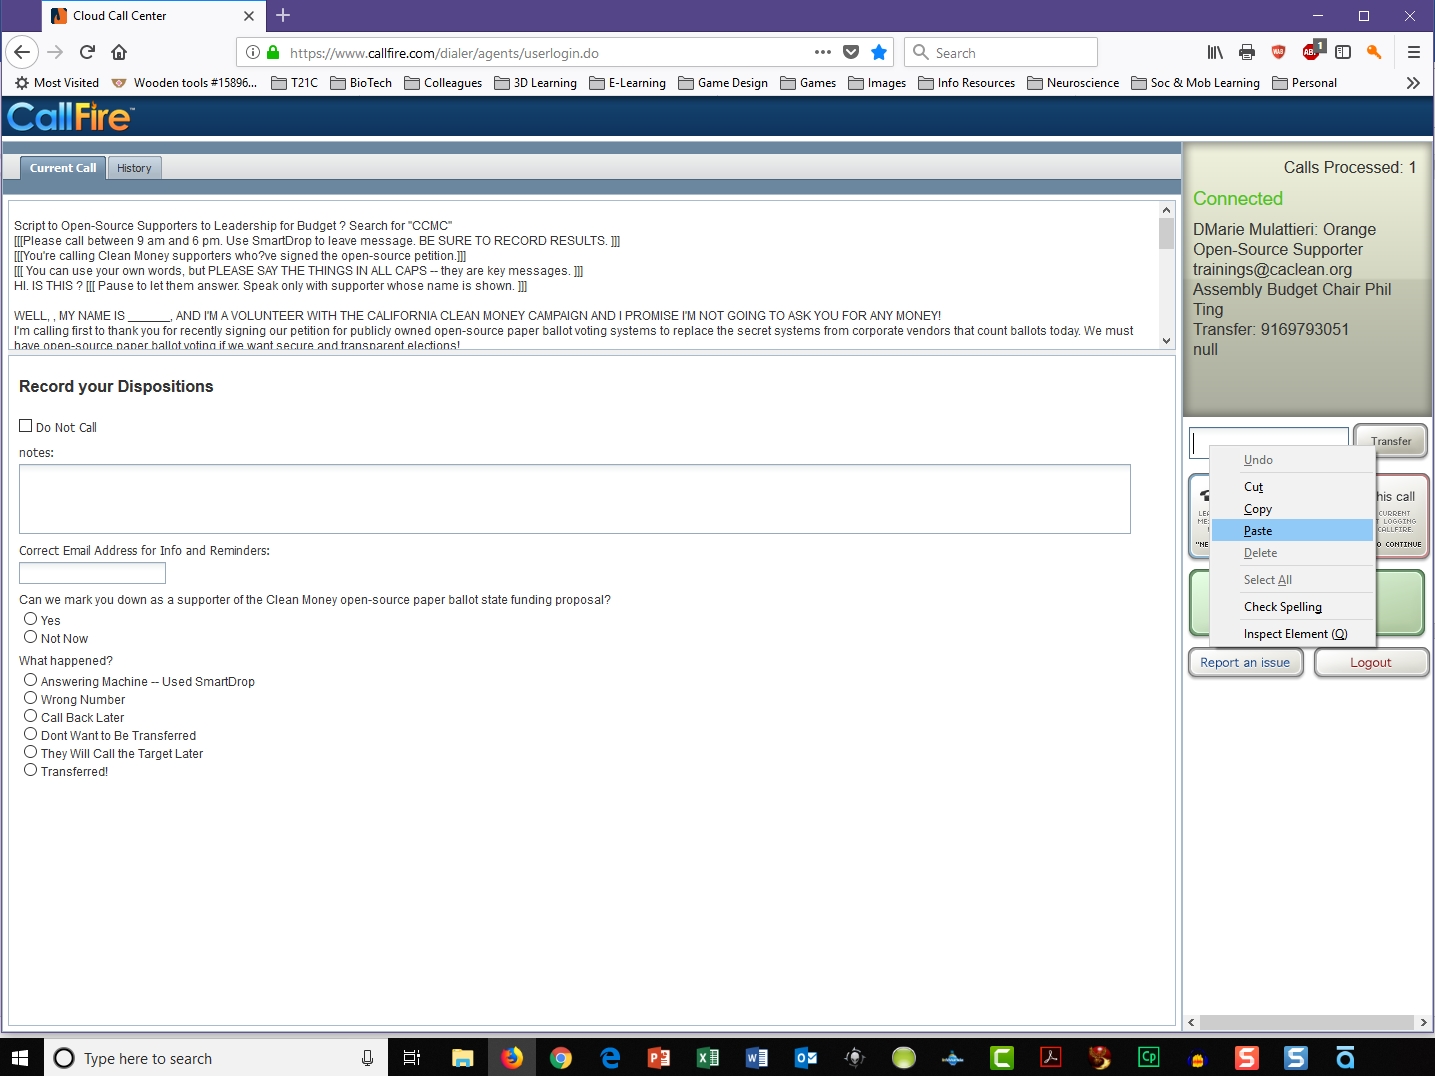 Cloud Call Center
https://www.callfire.com/dialer/agents/userlogin.do
Search
1
Most Visited
Wooden tools #15896...
T21C
BioTech
Colleagues
3D Learning
E-Learning
Game Design
Games
Images
Info Resources
Neuroscience
Soc & Mob Learning
Personal
CallFire
Current Call
History
Script to Open-Source Supporters to Leadership for Budget ? Search for "CCMC"
[[[Please call between 9 am and 6 pm. Use SmartDrop to leave message. BE SURE TO RECORD RESULTS. ]]]
[[[You're calling Clean Money supporters who?ve signed the open-source petition.]]]
[[[ You can use your own words, but PLEASE SAY THE THINGS IN ALL CAPS -- they are key messages. ]]]
HI. IS THIS ? [[[ Pause to let them answer. Speak only with supporter whose name is shown. ]]]
WELL, , MY NAME IS ______, AND I'M A VOLUNTEER WITH THE CALIFORNIA CLEAN MONEY CAMPAIGN AND I PROMISE I'M NOT GOING TO ASK YOU FOR ANY MONEY!
I'm calling first to thank you for recently signing our petition for publicly owned open-source paper ballot voting systems to replace the secret systems from corporate vendors that count ballots today. We must
have open-source paper ballot voting if we want secure and transparent elections!
Record your Dispositions
Do Not Call
notes:
Correct Email Address for Info and Reminders:
Can we mark you down as a supporter of the Clean Money open-source paper ballot state funding proposal?
Yes
Not Now
What happened?
Answering Machine -- Used SmartDrop
Wrong Number
Call Back Later
Dont Want to Be Transferred
They Will Call the Target Later
Transferred!
Calls Processed: 1
Connected
DMarie Mulattieri: Orange
Open-Source Supporter
trainings@caclean.org
Assembly Budget Chair Phil
Ting
Transfer: 9169793051
null
Transfer
Undo
Cut
Copy
Paste
Delete
Select All
Check Spelling
Inspect Element (Q)
his call
CURRENT
LOGGING
CALLFIRE.
O CONTINUE
Report an issue
Logout
Type here to search